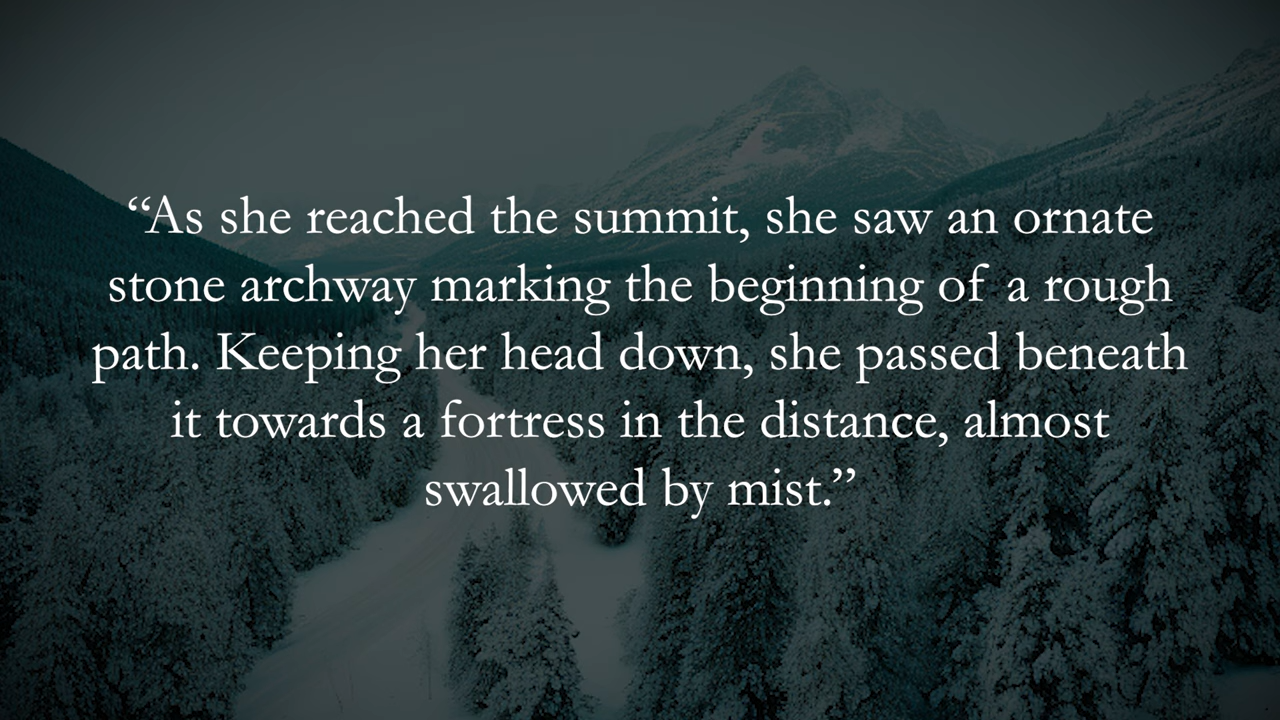 “As she reached the summit, she saw an ornate
stone archway marking the beginning of a rough
path. Keeping her head down, she passed beneath
it towards a fortress in the distance, almost
swallowed by mist.”